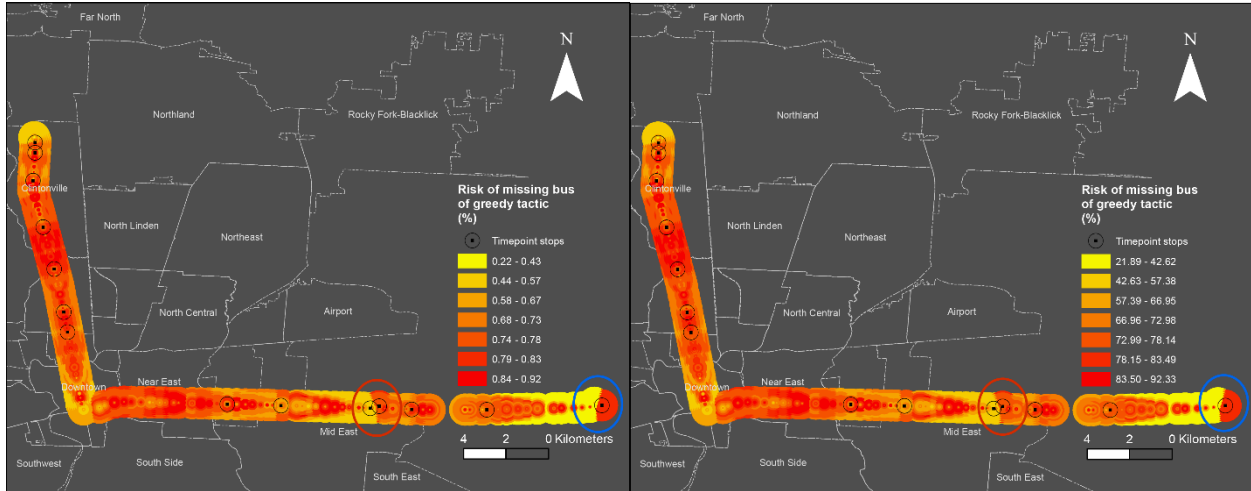 Far North
N
Northland
Rocky Fork-Blacklick
Clintonville
North Linden
Northeast
North Central
Airport
Downtown
Near East
Mid East
Southwest
South Side
South East
Risk of missing bus
of greedy tactic
(%)
Timepoint stops
0.22 - 0.43
0.44 - 0.57
0.58 - 0.67
0.68 - 0.73
0.74 - 0.78
0.79 - 0.83
0.84 - 0.92
4 2 0 Kilometers
Far North
N
Northland
Rocky Fork-Blacklick
Clintonville
North Linden
Northeast
North Central
Airport
Downtown
Near East
Mid East
Southwest
South Side
South East
Risk of missing bus
of greedy tactic
(%)
Timepoint stops
21.89 - 42.62
42.63 - 57.38
57.39 - 66.95
66.96 - 72.98
72.99 - 78.14
78.15 - 83.49
83.50 - 92.33
4 2 0 Kilometers